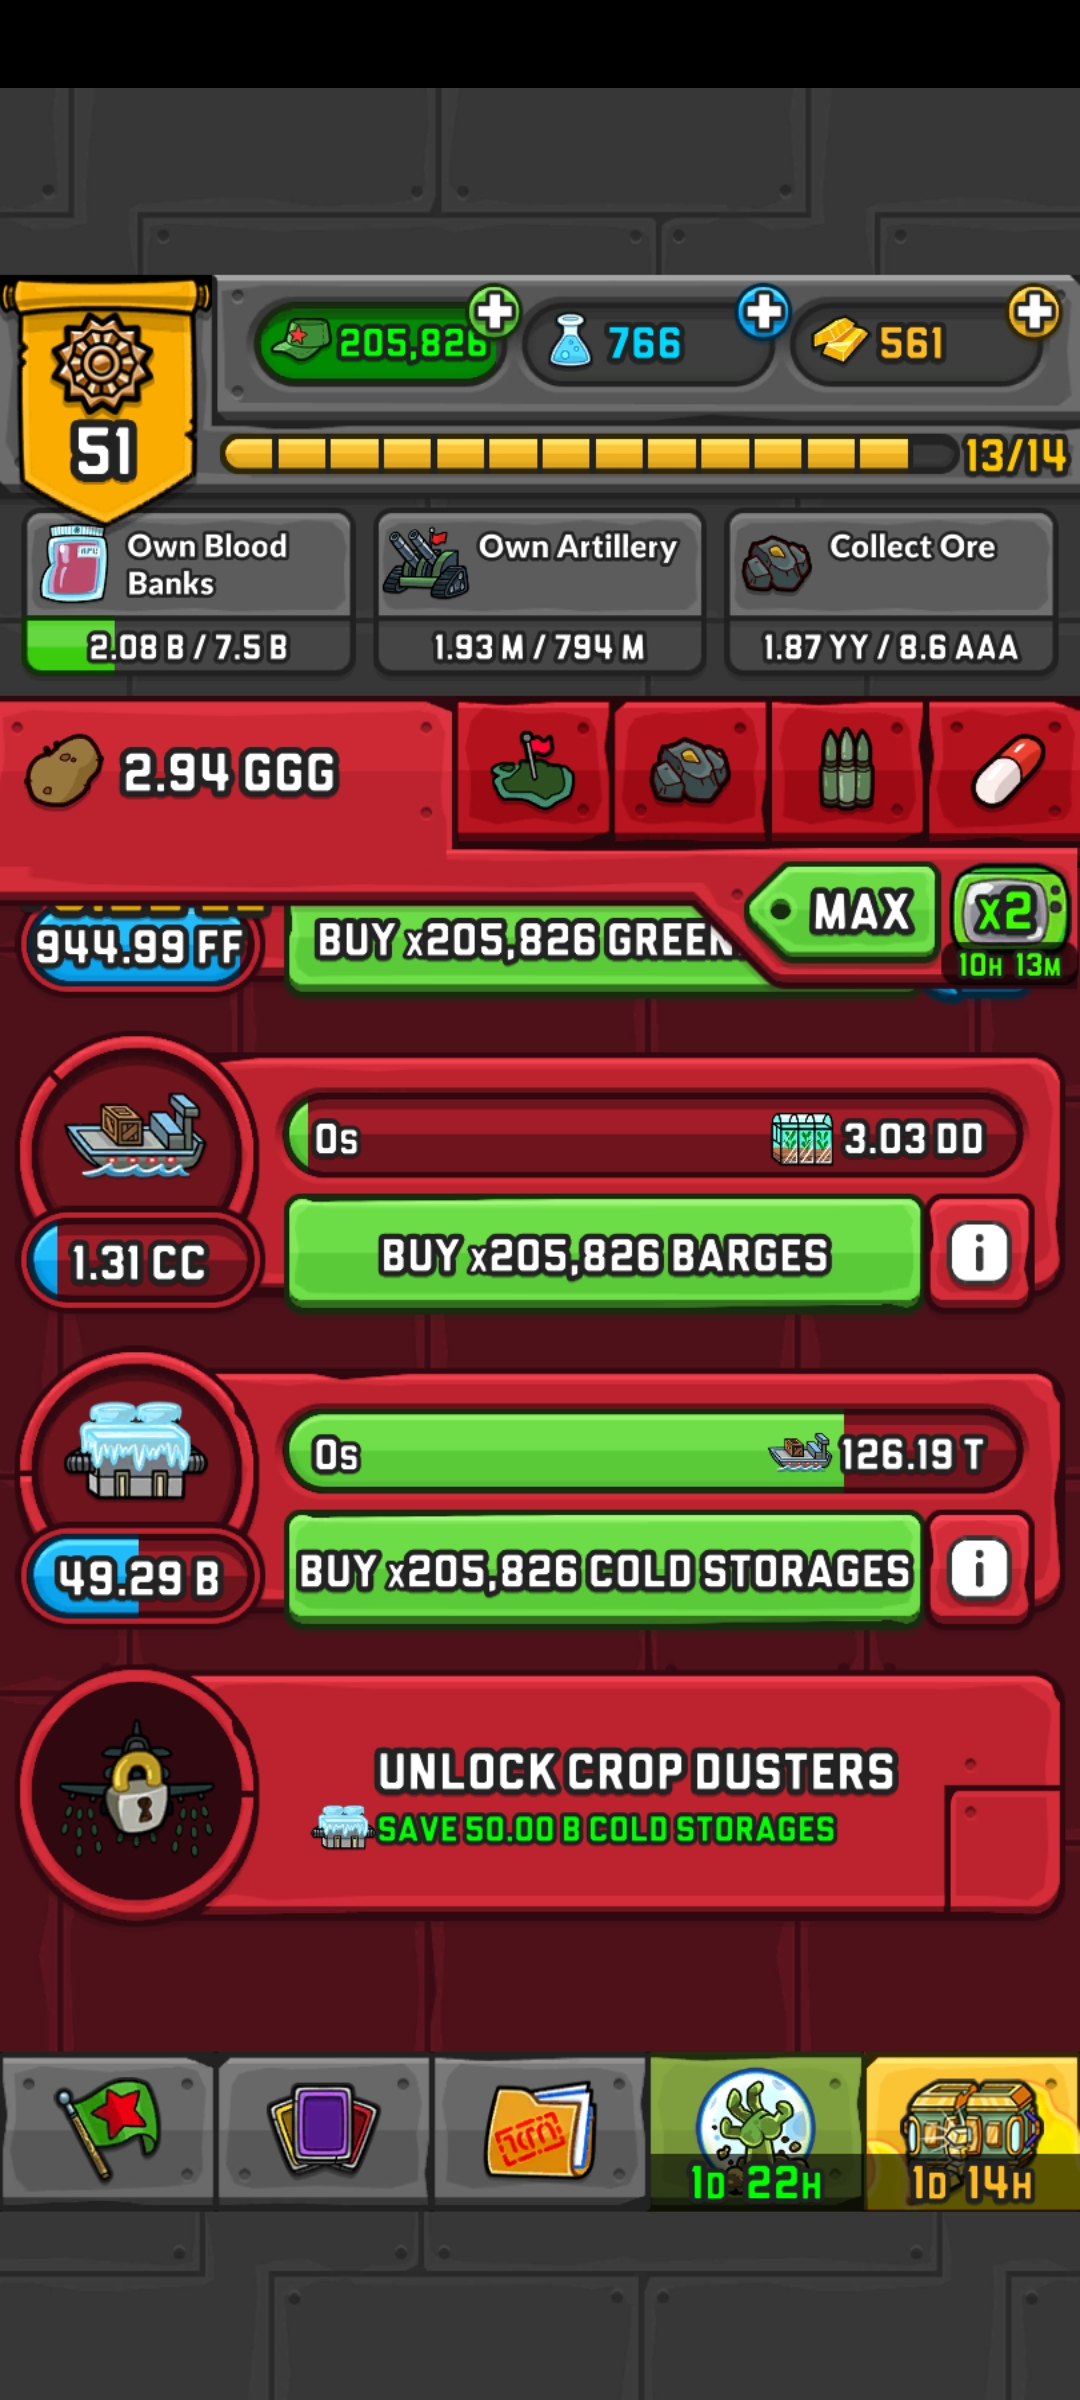 205,826
766
561
51
13/14
Own Blood
Banks
Own Artillery
Collect Ore
2.08 B / 7.5 B
1.93 M / 794 M
1.87 YY / 8.6 AAA
2.94 GGG
MAX
x2
10H 13M
944.99 FF
BUY x205,826 GREEN
0s
3.03 DD
1.31 CC
BUY x205,826 BARGES
i
0s
126.19 T
49.29 B
BUY x205,826 COLD STORAGES
i
UNLOCK CROP DUSTERS
SAVE 50.00 B COLD STORAGES
1D 22H
1D 14H